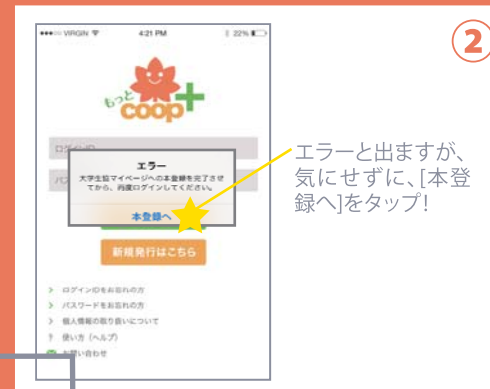 ②
VIRGIN
4:21 PM
22%
もっと
coop+
ログインID
エラー
大学生協マイページへの本登録を完了させ
てから、再度ログインしてください。
本登録へ
新規発行はこちら
> ログインIDをお忘れの方
> パスワードをお忘れの方
> 個人情報の取り扱いについて
? 使い方（ヘルプ）
お問い合わせ
エラーと出ますが、
気にせずに、[本登
録へ]をタップ！